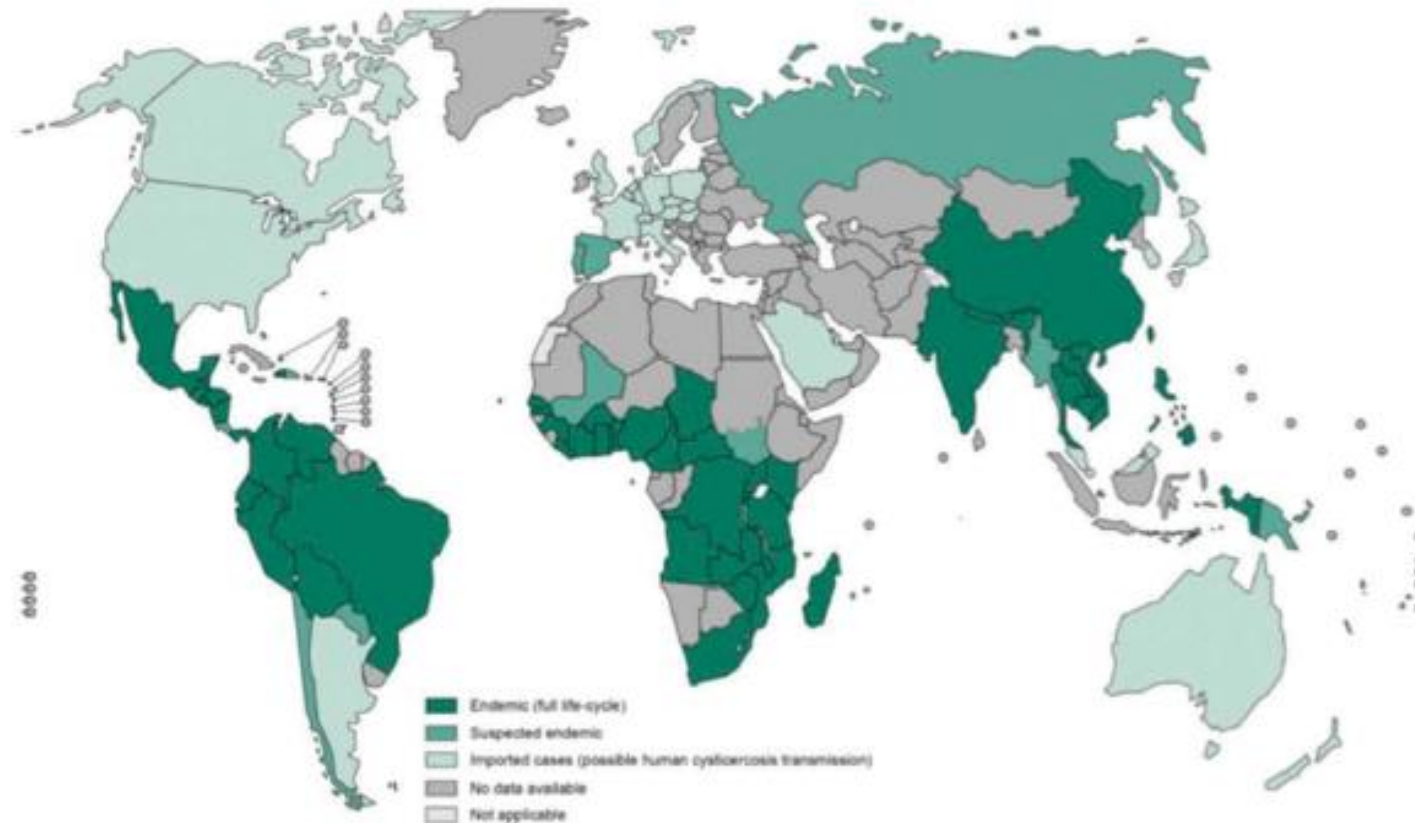 Endemic (full life-cycle)
Suspected endemic
Imported cases (possible human cysticercosis transmission)
No data available
Not applicable